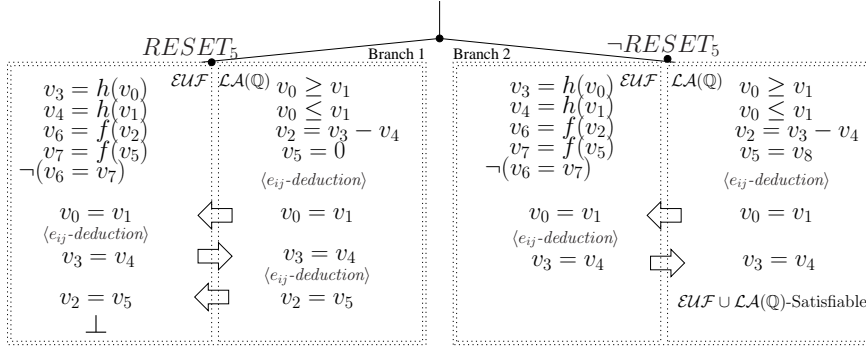 RESET₅ Branch 1
ℰ𝒰ℱ ℒ𝒜(ℚ)
v₃ = h(v₀)
v₄ = h(v₁)
v₆ = f(v₂)
v₇ = f(v₅)
¬(v₆ = v₇)
v₀ = v₁
⟨eᵢⱼ-deduction⟩
v₃ = v₄
v₂ = v₅
⊥
v₀ ≥ v₁
v₀ ≤ v₁
v₂ = v₃ − v₄
v₅ = 0
⟨eᵢⱼ-deduction⟩
v₀ = v₁
v₃ = v₄
⟨eᵢⱼ-deduction⟩
v₂ = v₅
Branch 2 ¬RESET₅
ℰ𝒰ℱ ℒ𝒜(ℚ)
v₃ = h(v₀)
v₄ = h(v₁)
v₆ = f(v₂)
v₇ = f(v₅)
¬(v₆ = v₇)
v₀ = v₁
⟨eᵢⱼ-deduction⟩
v₃ = v₄
v₀ ≥ v₁
v₀ ≤ v₁
v₂ = v₃ − v₄
v₅ = v₈
⟨eᵢⱼ-deduction⟩
v₀ = v₁
v₃ = v₄
ℰ𝒰ℱ ∪ ℒ𝒜(ℚ)-Satisfiable